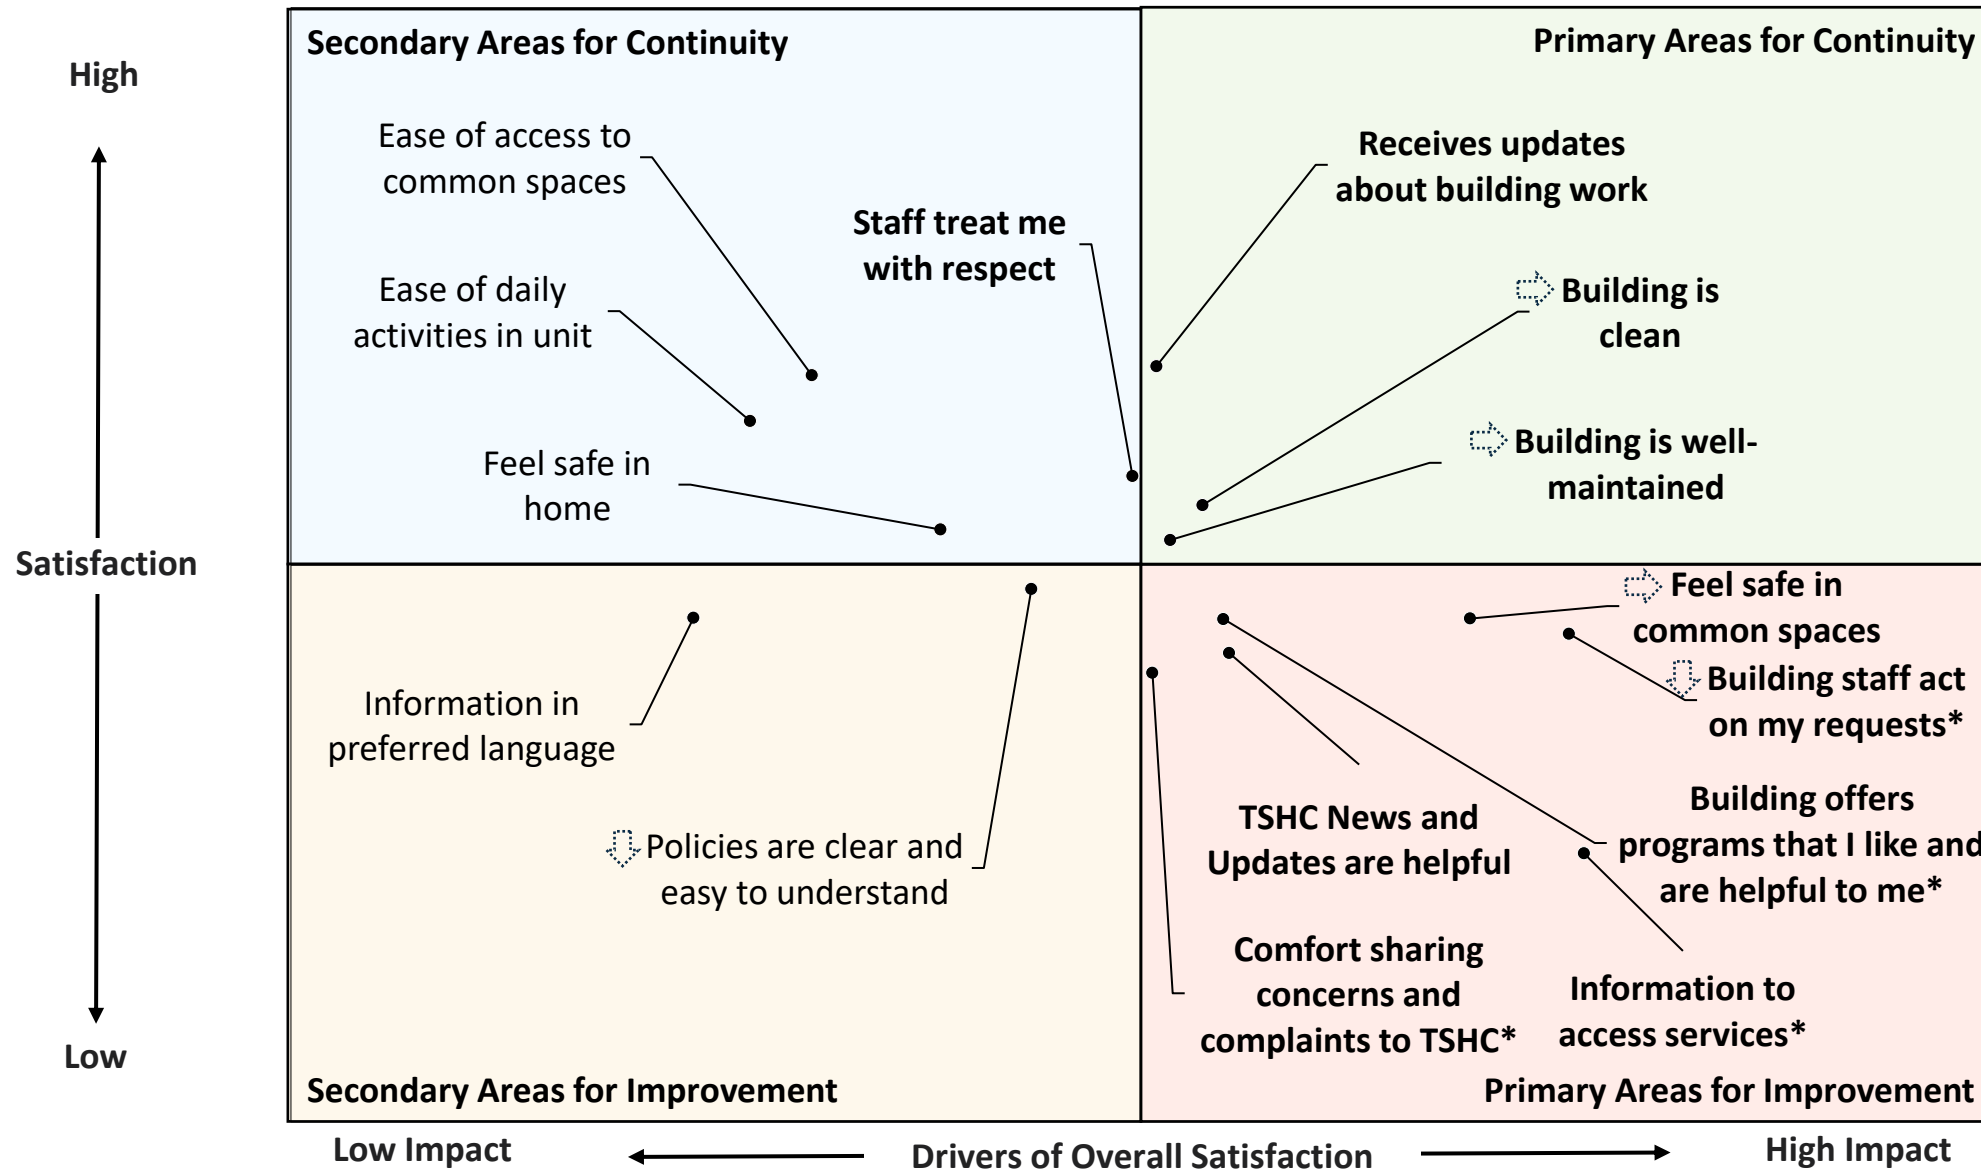 Secondary Areas for Continuity
Primary Areas for Continuity
High
Ease of access to
common spaces
Receives updates
about building work
Staff treat me
with respect
Ease of daily
activities in unit
Building is
clean
Feel safe in
home
Building is well-
maintained
Satisfaction
Feel safe in
common spaces
Building staff act
on my requests*
Information in
preferred language
Building offers
programs that I like and
are helpful to me*
TSHC News and
Updates are helpful
Policies are clear and
easy to understand
Comfort sharing
concerns and
complaints to TSHC*
Information to
access services*
Low
Secondary Areas for Improvement
Primary Areas for Improvement
Low Impact
Drivers of Overall Satisfaction
High Impact